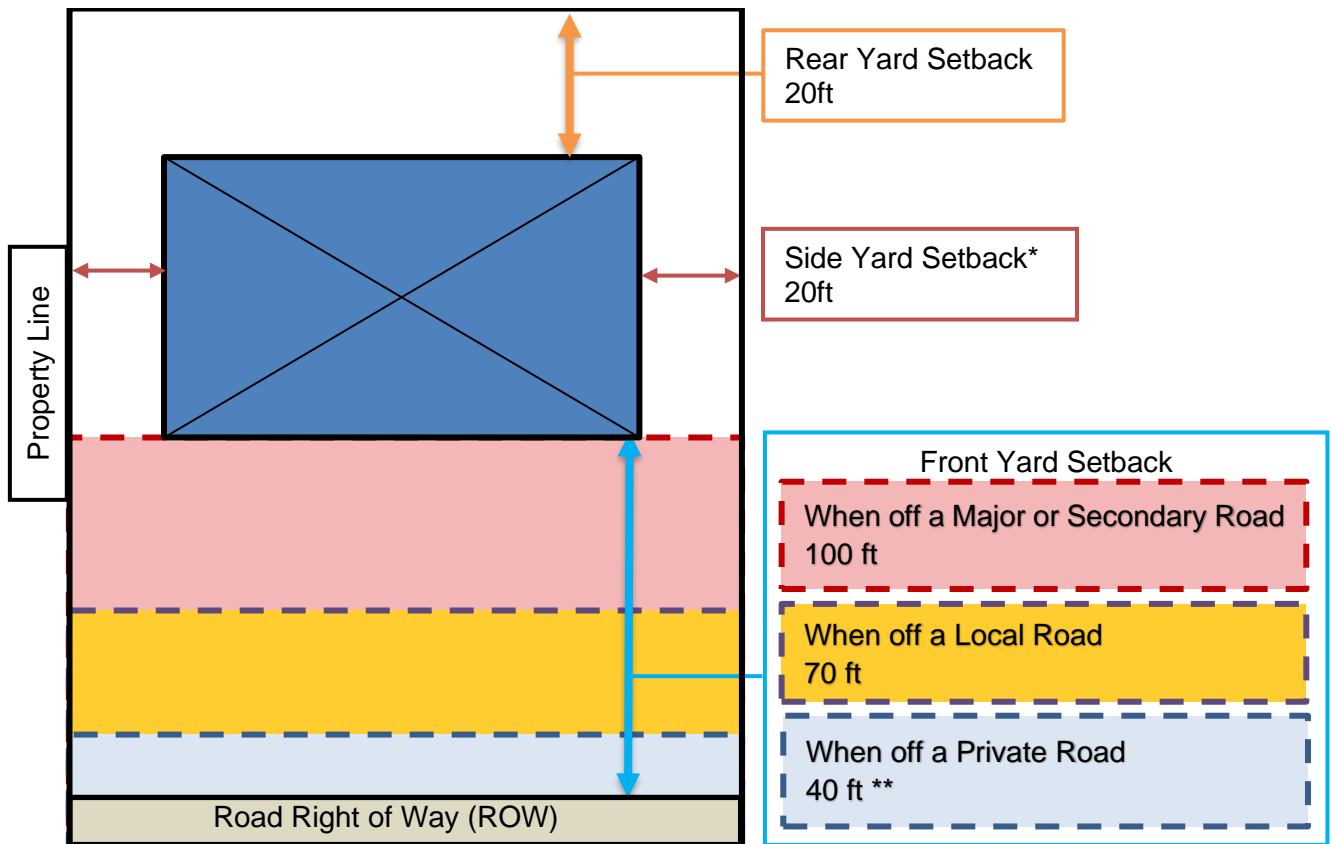 Rear Yard Setback
20ft
Property Line
Side Yard Setback*
20ft
Front Yard Setback
When off a Major or Secondary Road
100 ft
When off a Local Road
70 ft
When off a Private Road
40 ft **
Road Right of Way (ROW)